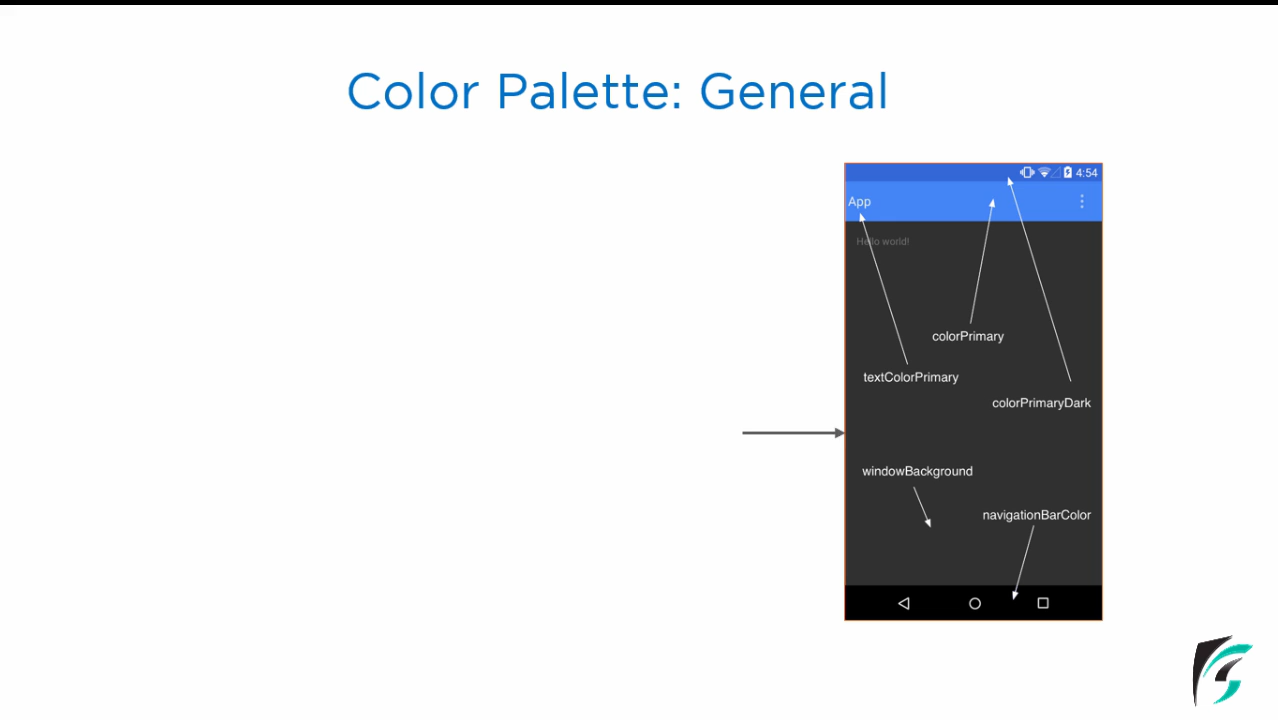 Color Palette: General
4:54
App
Hello world!
colorPrimary
textColorPrimary
colorPrimaryDark
windowBackground
navigationBarColor